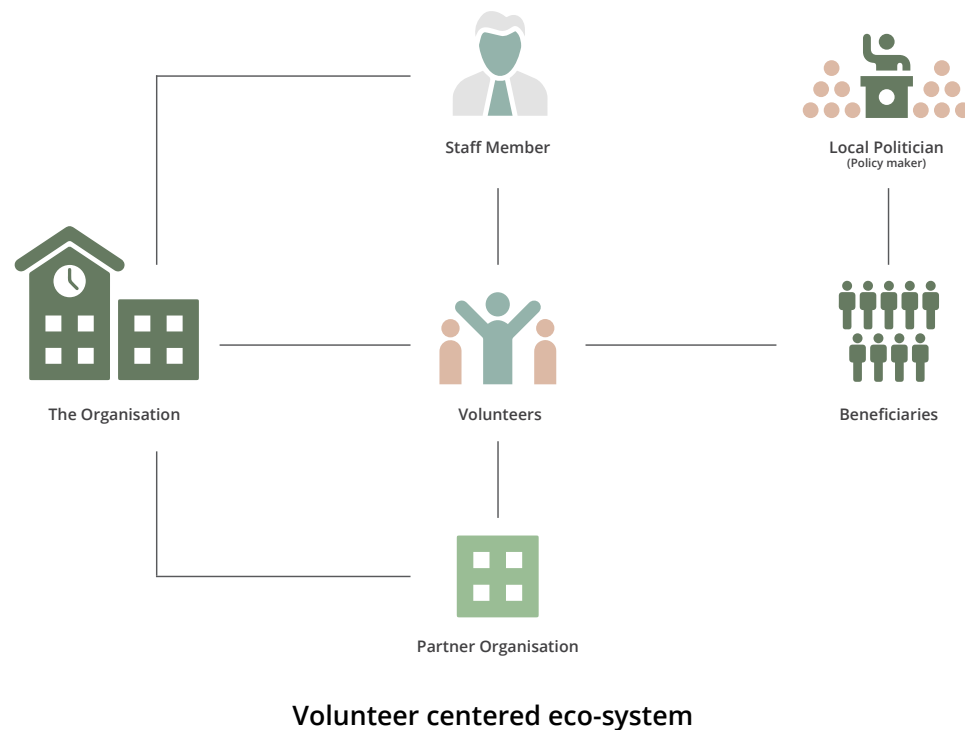 Staff Member
Local Politician
(Policy maker)
The Organisation
Volunteers
Beneficiaries
Partner Organisation
Volunteer centered eco-system